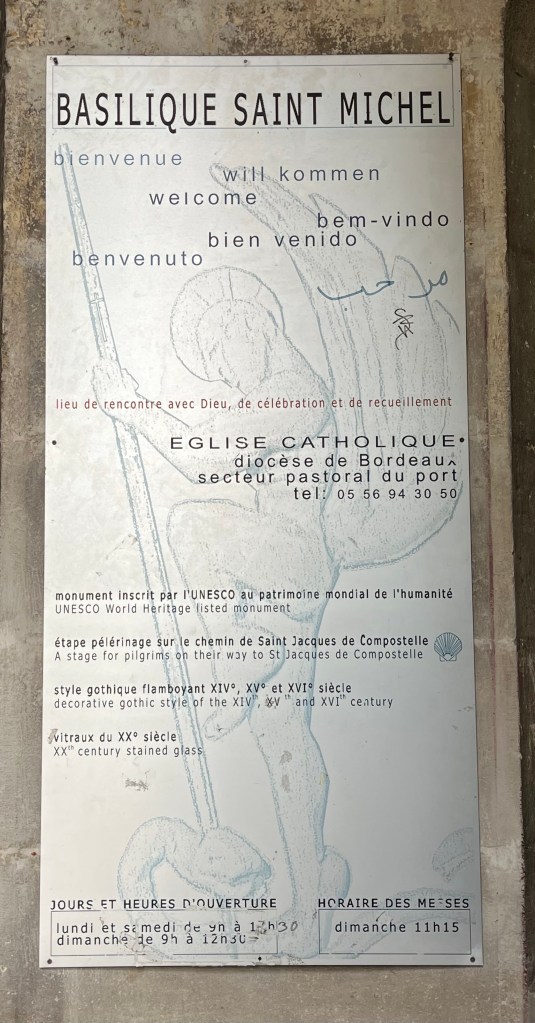 BASILIQUE SAINT MICHEL
bienvenue
will kommen
welcome
bem-vindo
bien venido
benvenuto
مرحب
lieu de rencontre avec Dieu, de célébration et de recueillement
EGLISE CATHOLIQUE
diocèse de Bordeaux
secteur pastoral du port
tel: 05 56 94 30 50
monument inscrit par l'UNESCO au patrimoine mondial de l'humanité
UNESCO World Heritage listed monument
étape pélérinage sur le chemin de Saint Jacques de Compostelle
A stage for pilgrims on their way to St Jacques de Compostelle
style gothique flamboyant XIV°, XV° et XVI° siècle
decorative gothic style of the XIVth, XVth and XVIth century
vitraux du XX° siècle
XXth century stained glass
JOURS ET HEURES D'OUVERTURE
lundi et samedi de 9h à
dimanche de 9h à 12h30
HORAIRE DES MESSES
dimanche 11h15